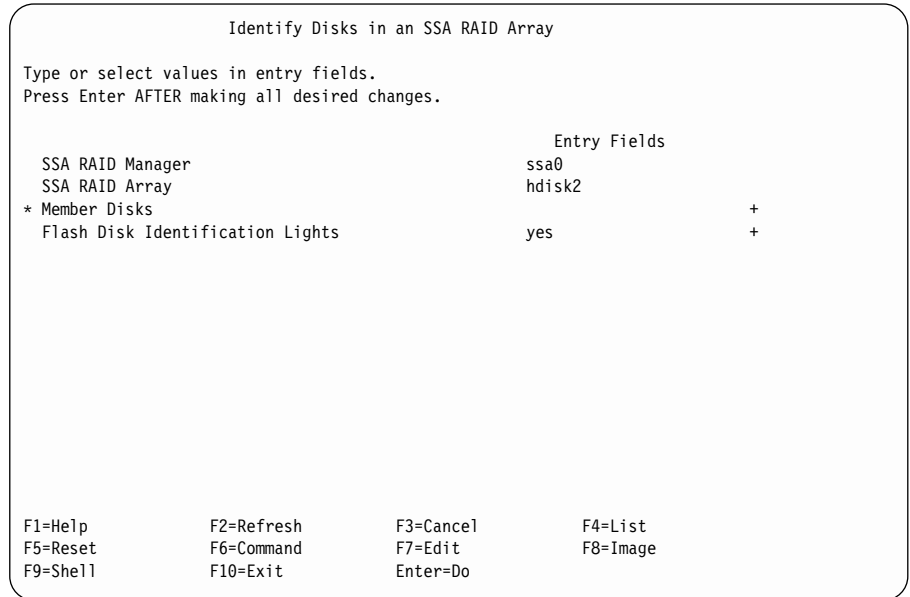 Identify Disks in an SSA RAID Array
Type or select values in entry fields.
Press Enter AFTER making all desired changes.
Entry Fields
SSA RAID Manager ssa0
SSA RAID Array hdisk2
* Member Disks +
Flash Disk Identification Lights yes +
F1=Help F2=Refresh F3=Cancel F4=List
F5=Reset F6=Command F7=Edit F8=Image
F9=Shell F10=Exit Enter=Do